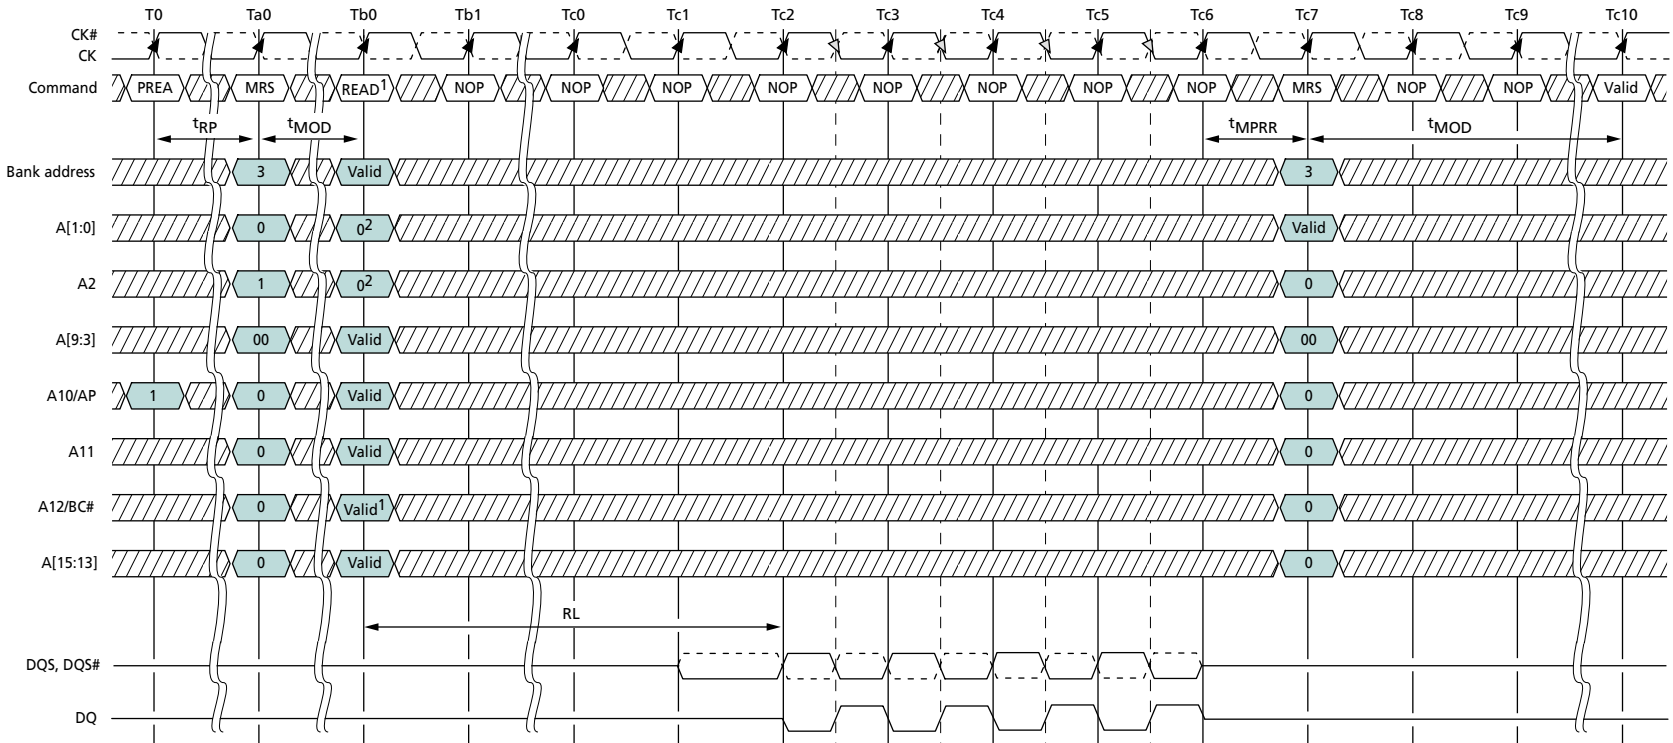 T0 Ta0 Tb0 Tb1 Tc0 Tc1 Tc2 Tc3 Tc4 Tc5 Tc6 Tc7 Tc8 Tc9 Tc10
CK#
CK
Command PREA MRS READ1 NOP NOP NOP NOP NOP NOP NOP NOP MRS NOP NOP Valid
tRP tMOD tMPRR tMOD
Bank address 3 Valid 3
A[1:0] 0 02 Valid
A2 1 02 0
A[9:3] 00 Valid 00
A10/AP 1 0 Valid 0
A11 0 Valid 0
A12/BC# 0 Valid1 0
A[15:13] 0 Valid 0
RL
DQS, DQS#
DQ